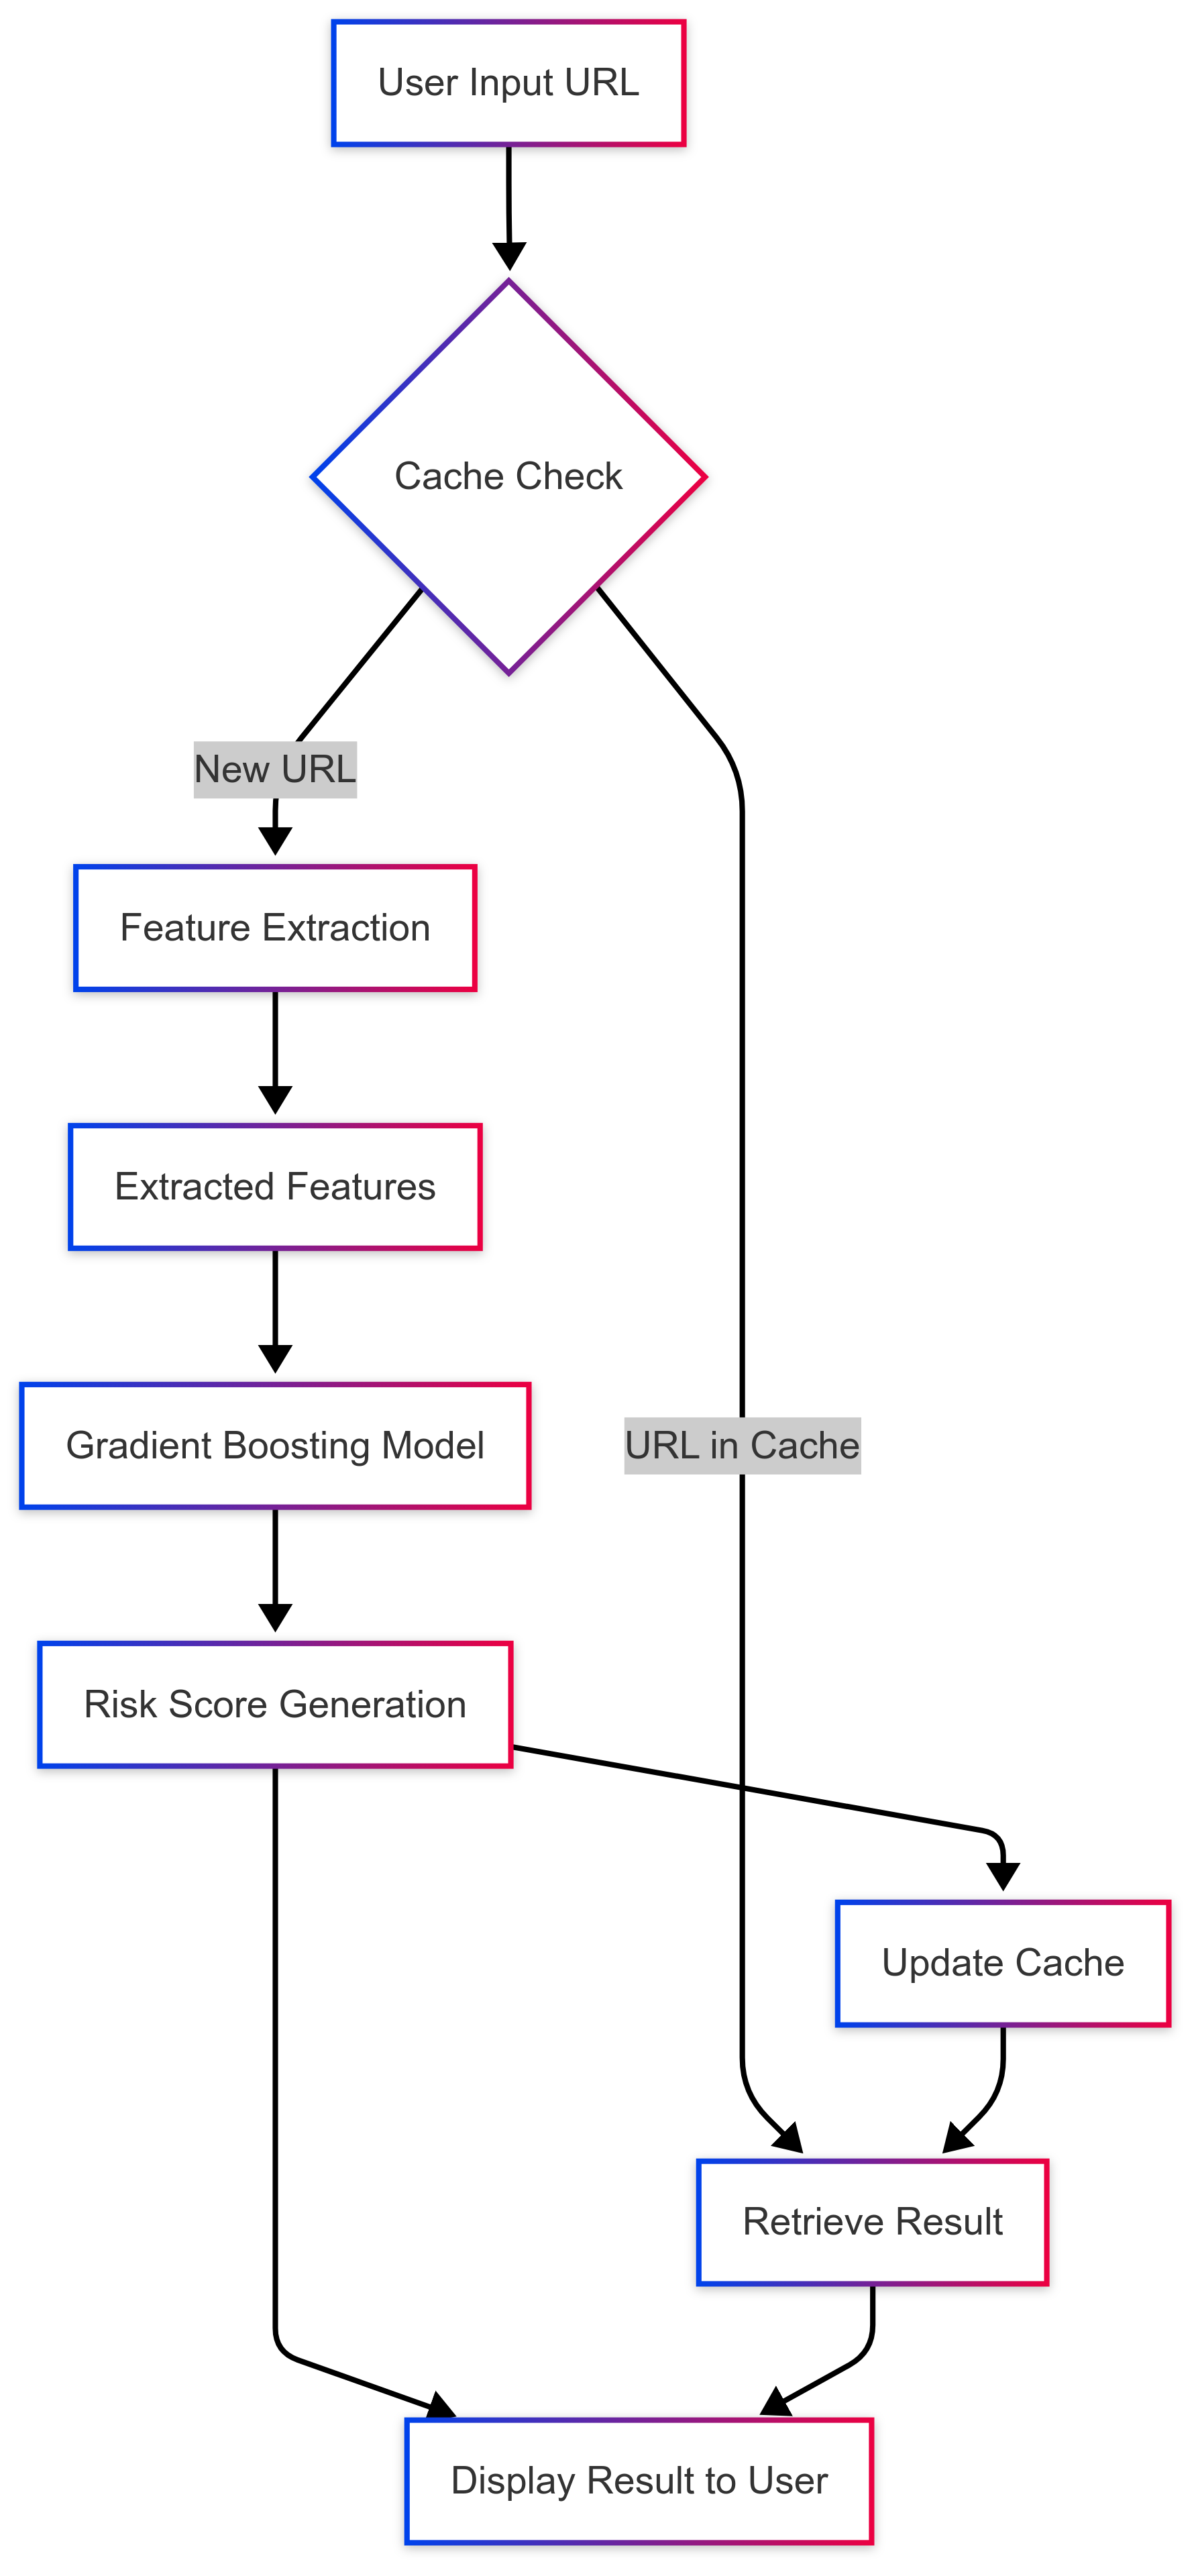 User Input URL
Cache Check
New URL
Feature Extraction
Extracted Features
Gradient Boosting Model
URL in Cache
Risk Score Generation
Update Cache
Retrieve Result
Display Result to User